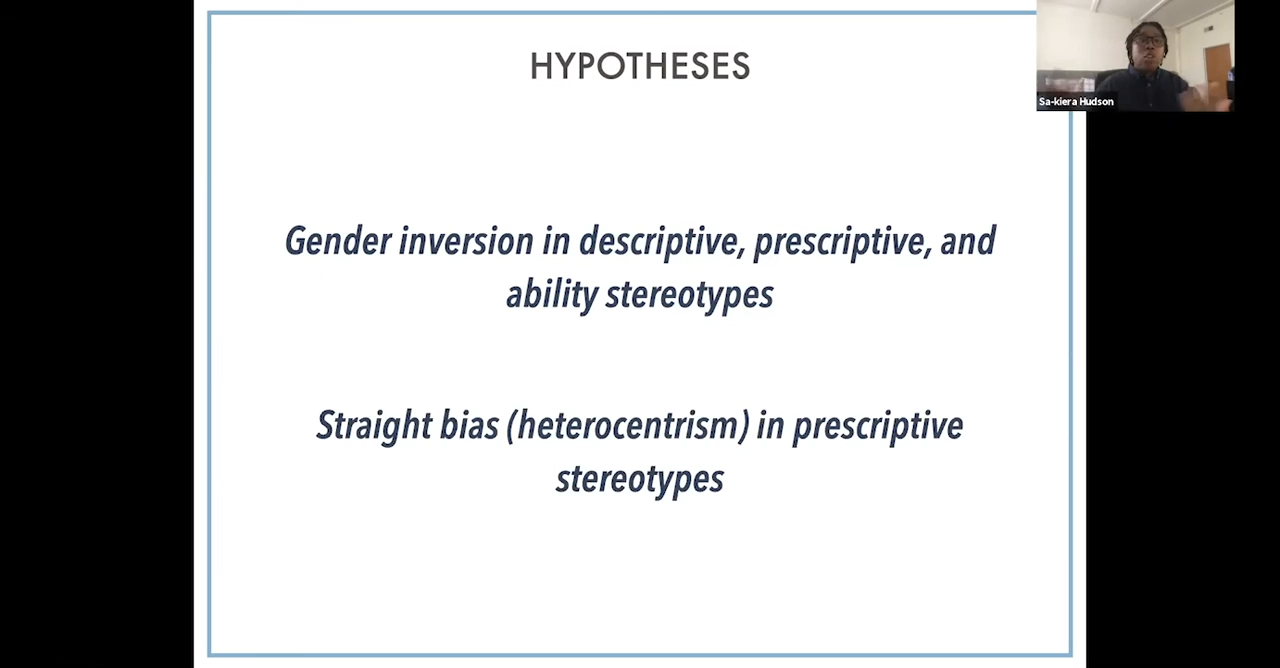 HYPOTHESES
Sa-kiera Hudson
Gender inversion in descriptive, prescriptive, and
ability stereotypes
Straight bias (heterocentrism) in prescriptive
stereotypes